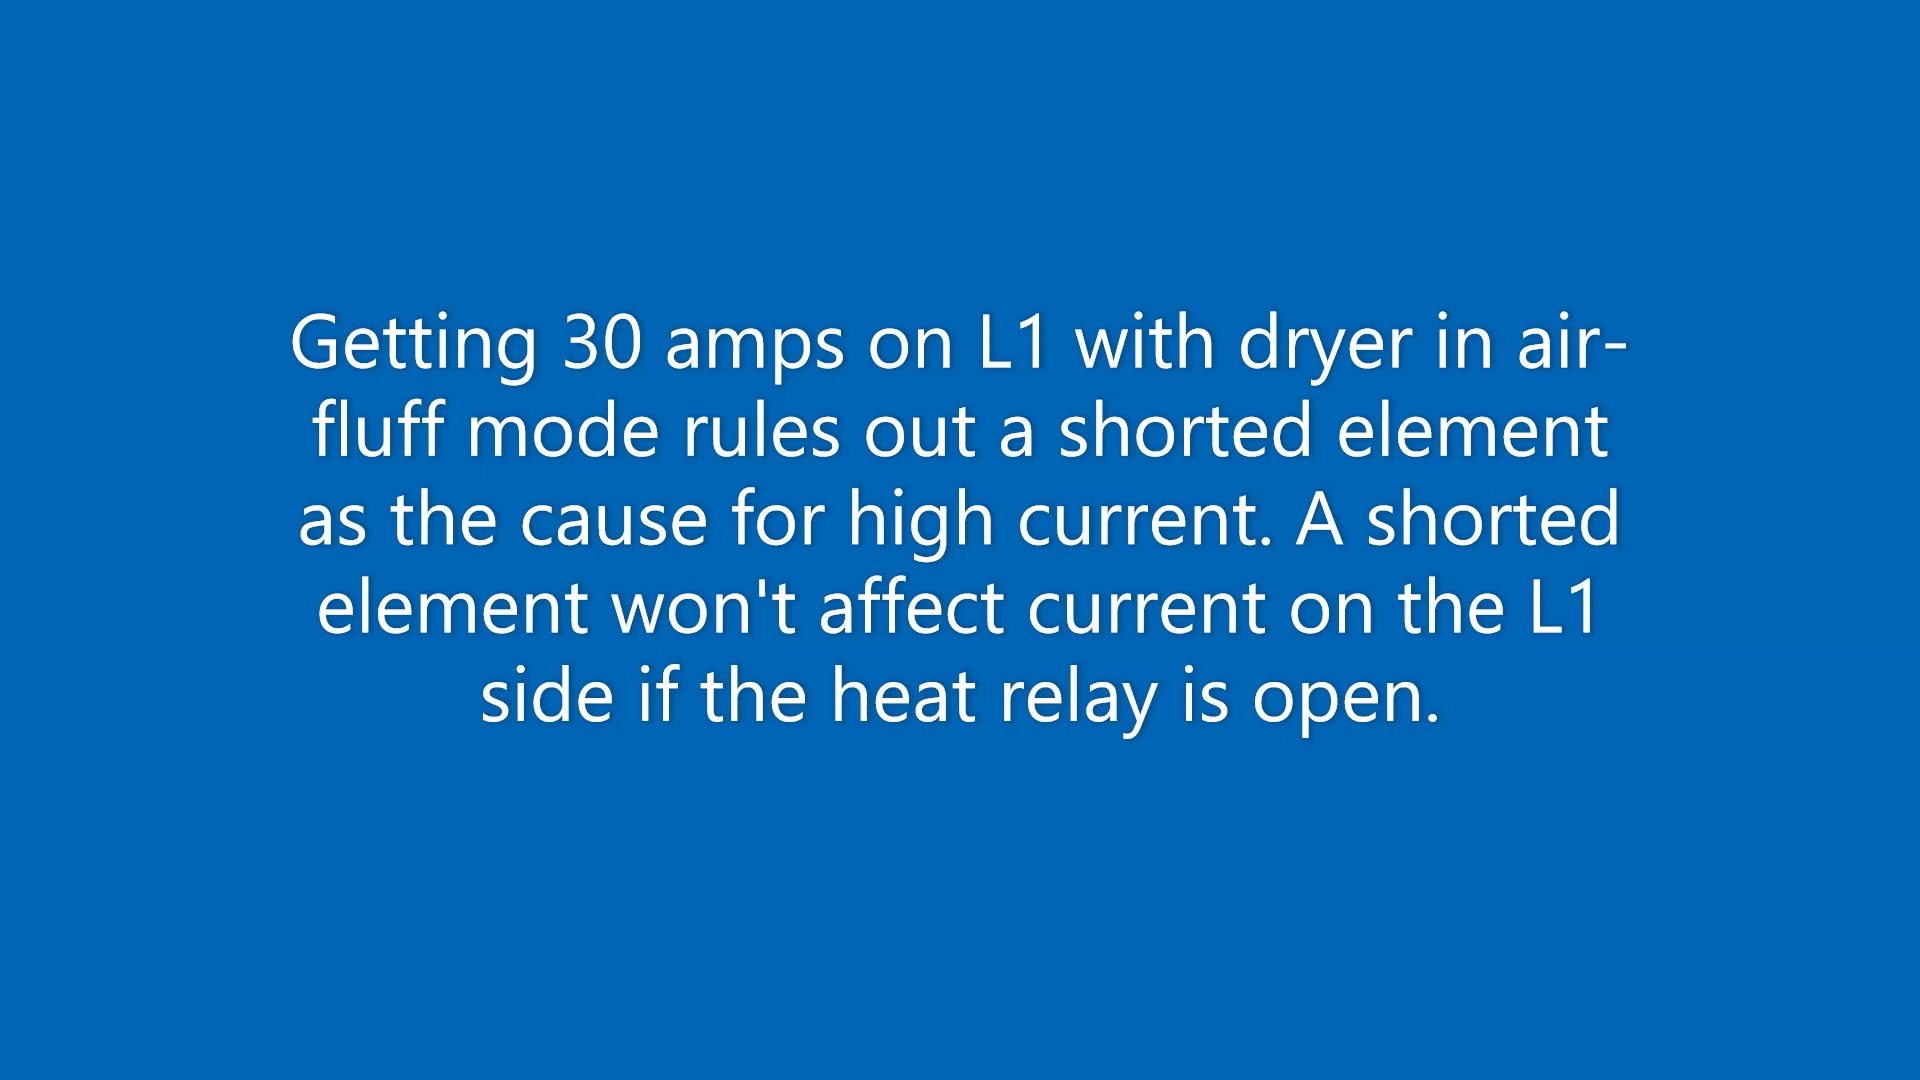 Getting 30 amps on L1 with dryer in air-
fluff mode rules out a shorted element
as the cause for high current. A shorted
element won't affect current on the L1
side if the heat relay is open.